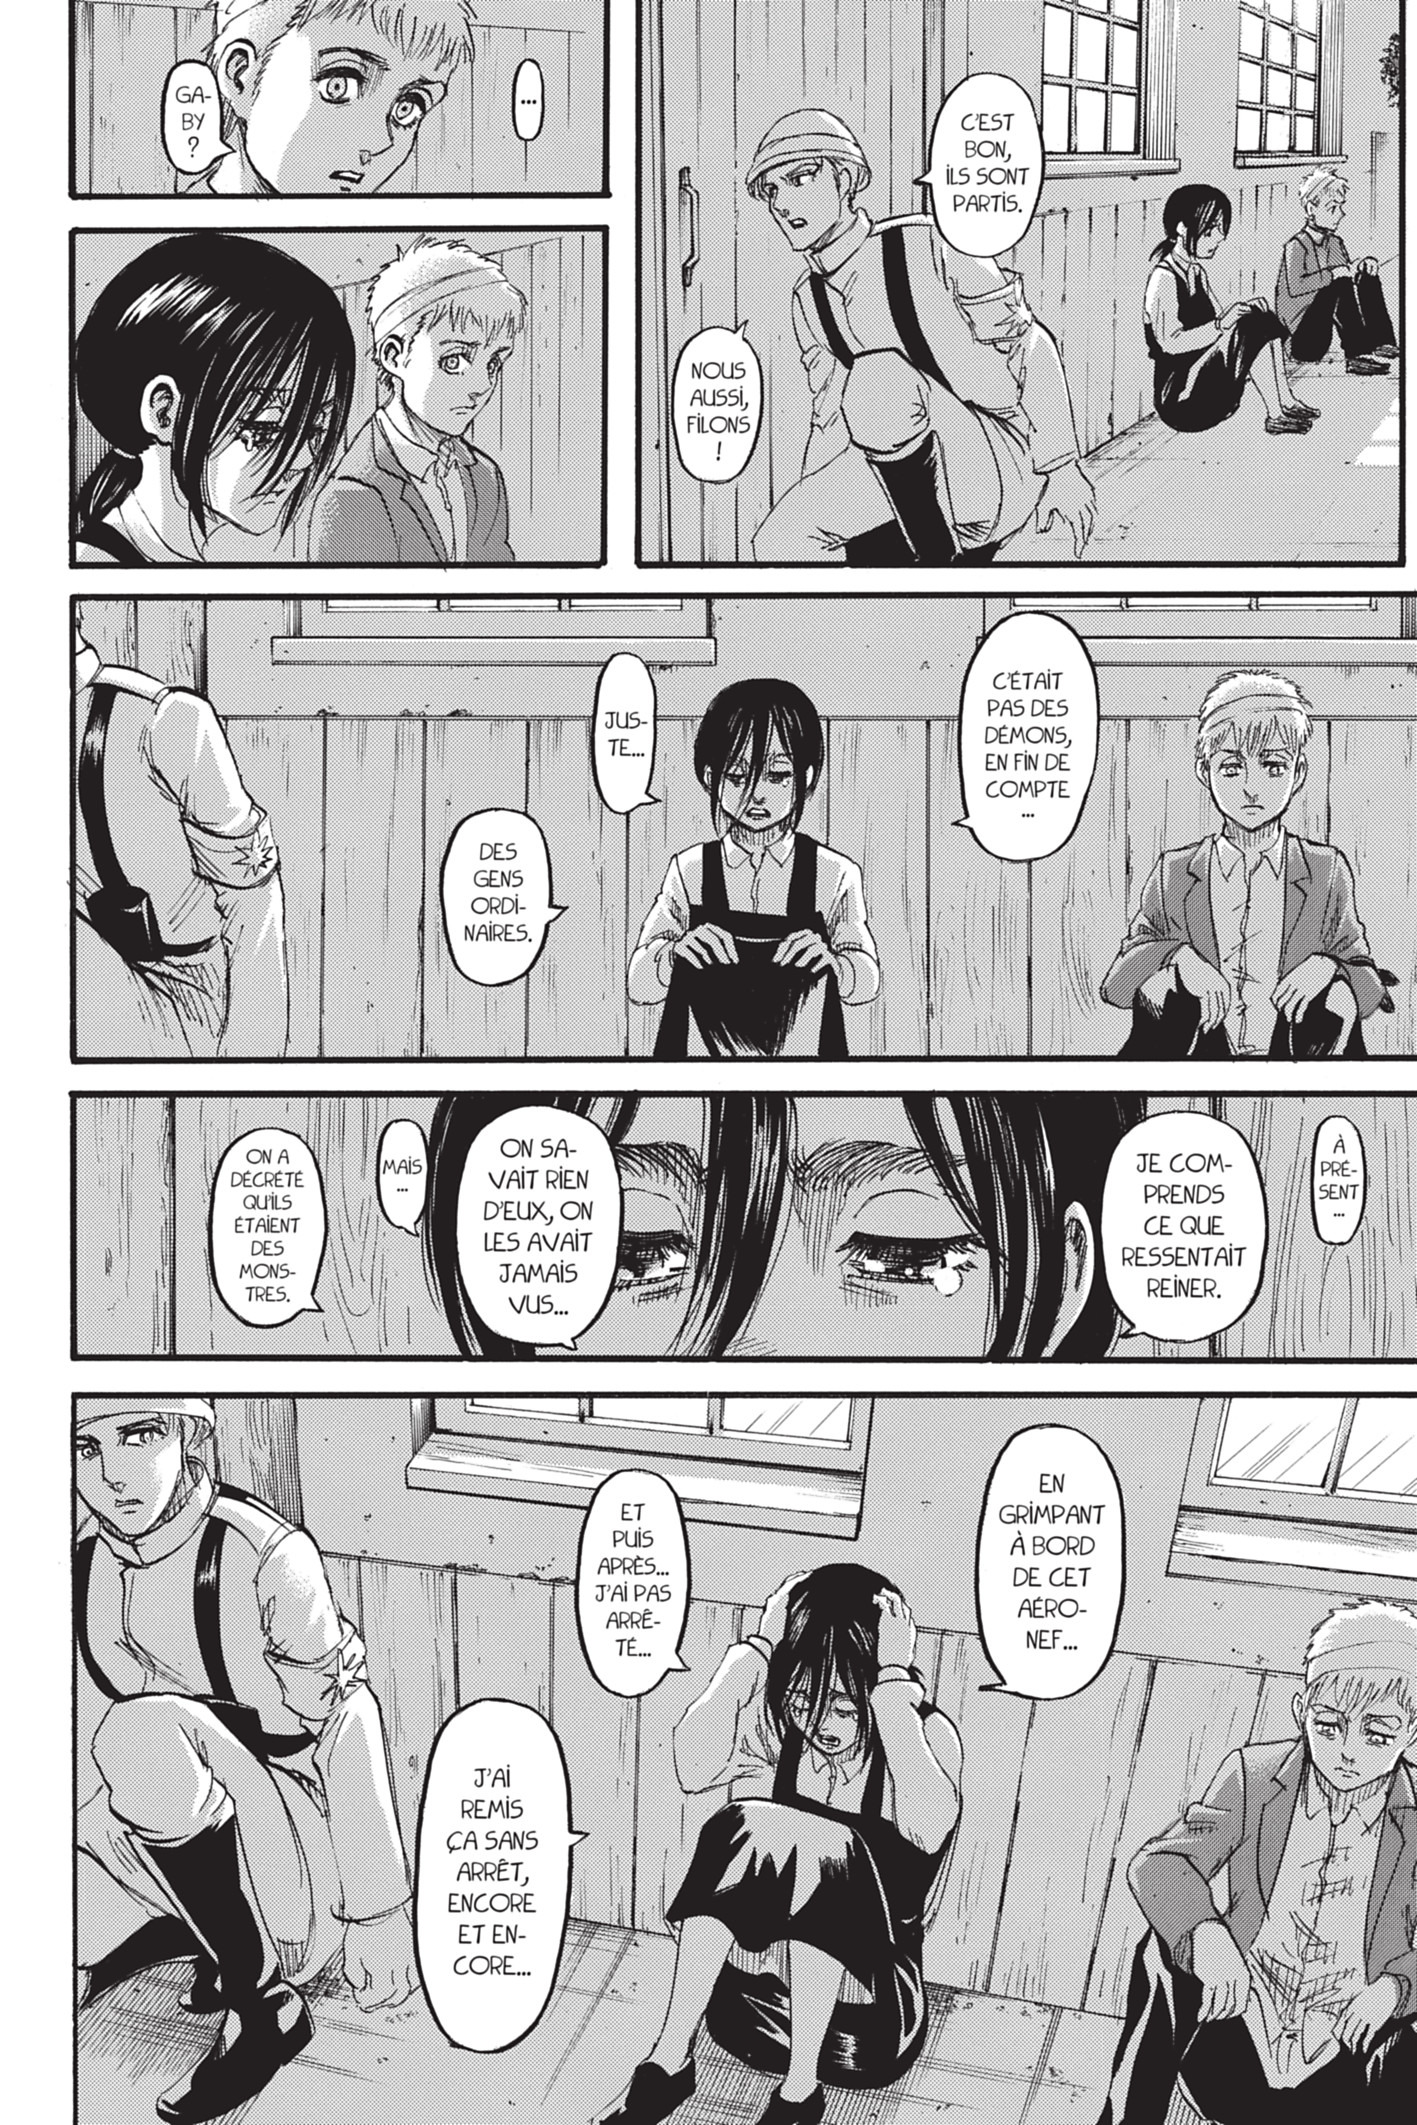 C'EST
BON,
ILS SONT
PARTIS.
NOUS
AUSSI,
FILONS
!
...
GA-
BY
?
C'ÉTAIT
PAS DES
DÉMONS,
EN FIN DE
COMPTE
...
JUS-
TE...
DES
GENS
ORDI-
NAIRES.
À
PRÉ-
SENT
...
JE COM-
PRENDS
CE QUE
RESSENTAIT
REINER.
ON SA-
VAIT RIEN
D'EUX, ON
LES AVAIT
JAMAIS
VUS...
MAIS
...
ON A
DÉCRÉTÉ
QU'ILS
ÉTAIENT
DES
MONS-
TRES.
EN
GRIMPANT
À BORD
DE CET
AÉRO-
NEF...
ET
PUIS
APRÈS...
J'AI PAS
ARRÊ-
TÉ...
J'AI
REMIS
ÇA SANS
ARRÊT,
ENCORE
ET EN-
CORE...